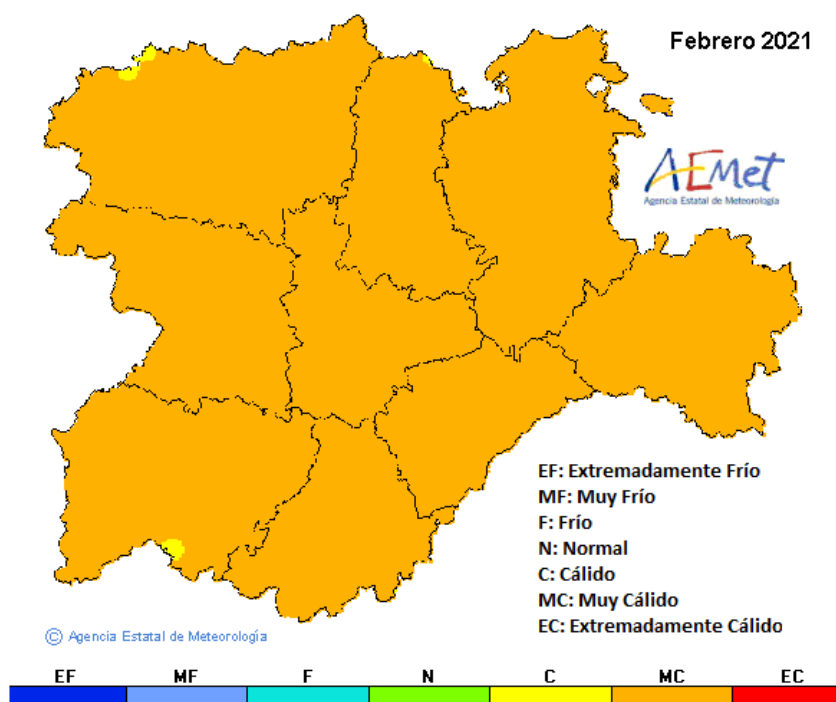 Febrero 2021
AEMet
Agencia Estatal de Meteorología
EF: Extremadamente Frío
MF: Muy Frío
F: Frío
N: Normal
C: Cálido
MC: Muy Cálido
EC: Extremadamente Cálido
© Agencia Estatal de Meteorología
EF MF F N C MC EC